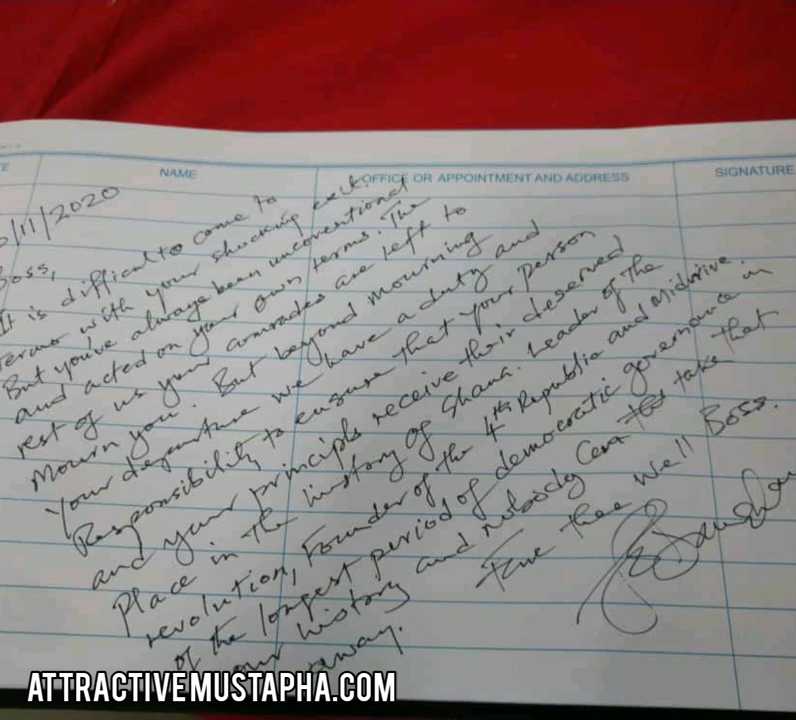 NAME
OFFICE OR APPOINTMENT AND ADDRESS
SIGNATURE
/11/2020
Boss,
It is difficult to come to
terms with your shocking exit.
But you've always been unconventional
and acted on your own terms. The
rest of us your comrades are left to
Mourn you. But beyond mourning
Your departure we have a duty and
Responsibility to ensure that your person
and your principls receive their deserved
Place in the history of Ghana. Leader of the
revolution, Founder of the 4th Republic and Midwive
of the longest period of democratic governance in
our history and nobody can take that
away.
Fare thee well Boss.
ATTRACTIVEMUSTAPHA.COM